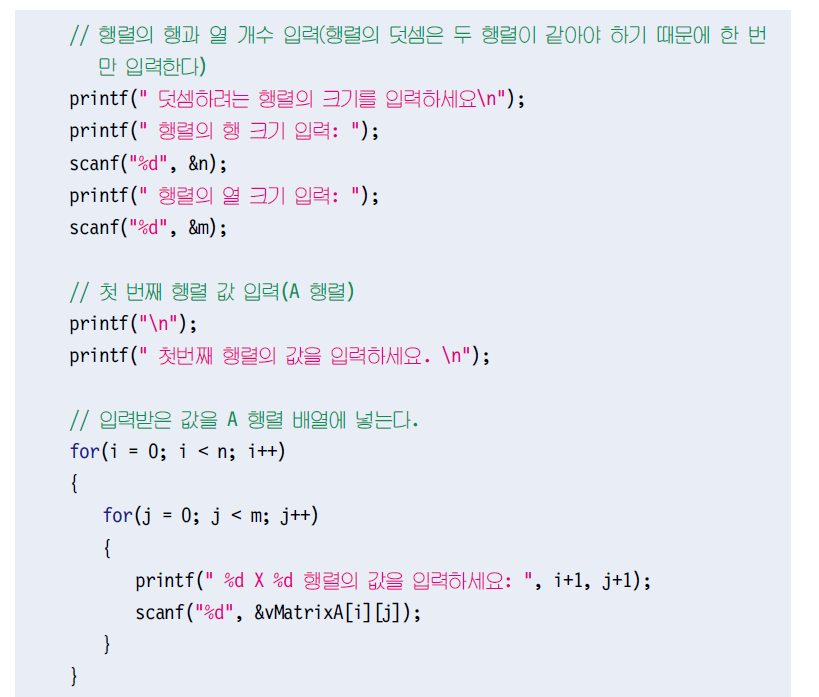 // 행렬의 행과 열 개수 입력(행렬의 덧셈은 두 행렬이 같아야 하기 때문에 한 번
만 입력한다)
printf(" 덧셈하려는 행렬의 크기를 입력하세요\n");
printf(" 행렬의 행 크기 입력: ");
scanf("%d", &n);
printf(" 행렬의 열 크기 입력: ");
scanf("%d", &m);
// 첫 번째 행렬 값 입력(A 행렬)
printf("\n");
printf(" 첫번째 행렬의 값을 입력하세요. \n");
// 입력받은 값을 A 행렬 배열에 넣는다.
for(i = 0; i < n; i++)
{
for(j = 0; j < m; j++)
{
printf(" %d X %d 행렬의 값을 입력하세요: ", i+1, j+1);
scanf("%d", &vMatrixA[i][j]);
}
}